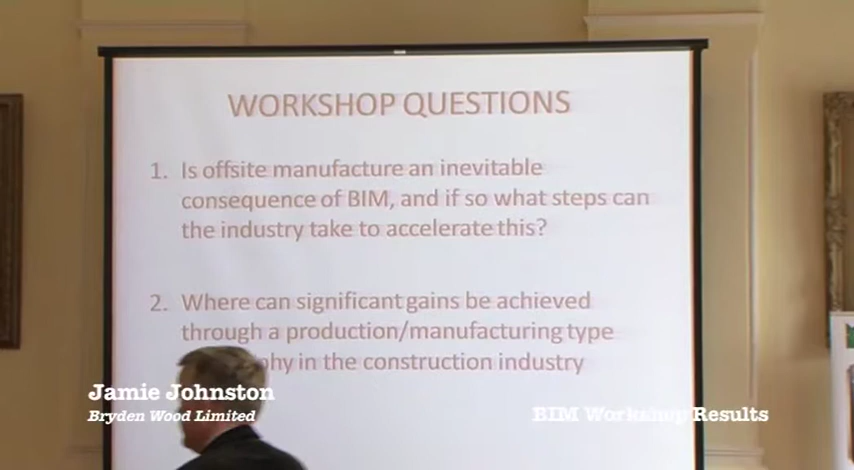 WORKSHOP QUESTIONS
1. Is offsite manufacture an inevitable
consequence of BIM, and if so what steps can
the industry take to accelerate this?
2. Where can significant gains be achieved
through a production/manufacturing type
in the construction industry
Jamie Johnston
Bryden Wood Limited
BIM Workshop Results